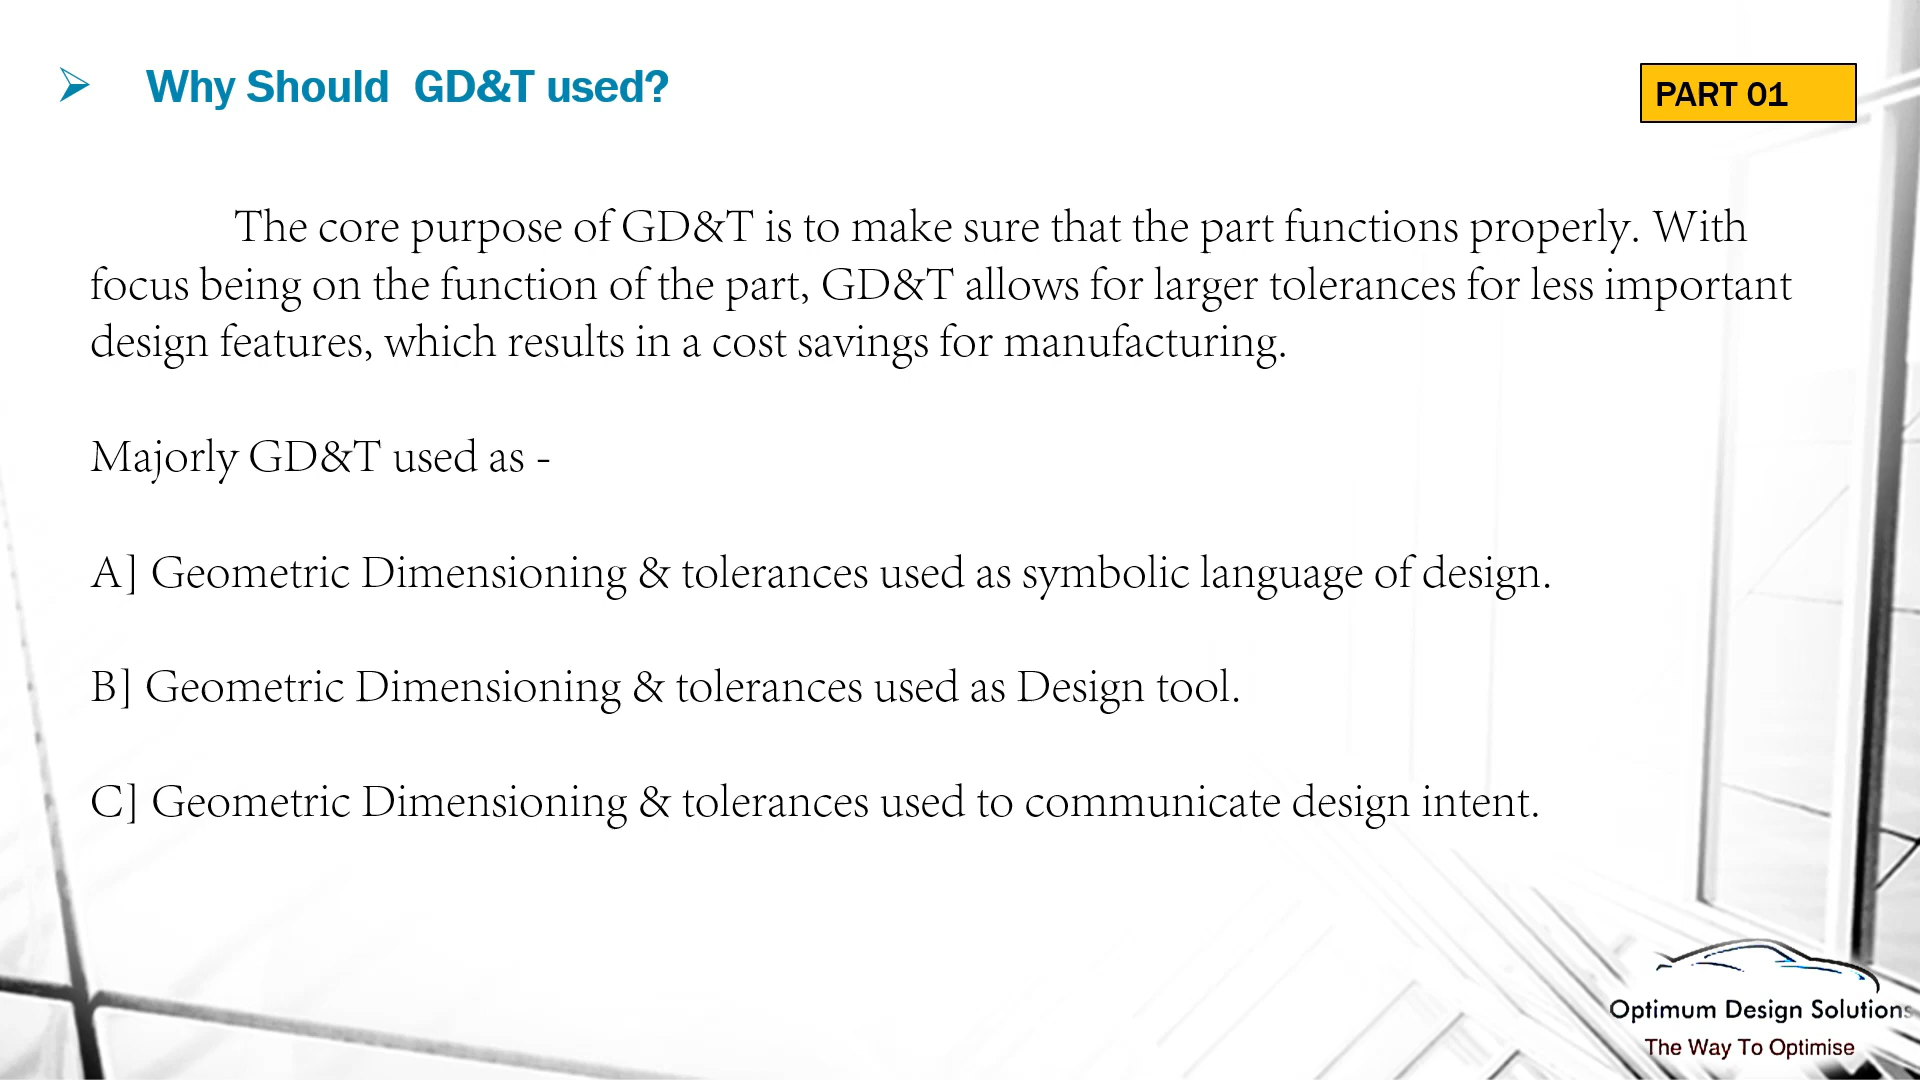 Why Should GD&T used?
PART 01
The core purpose of GD&T is to make sure that the part functions properly. With
focus being on the function of the part, GD&T allows for larger tolerances for less important
design features, which results in a cost savings for manufacturing.
Majorly GD&T used as -
A] Geometric Dimensioning & tolerances used as symbolic language of design.
B] Geometric Dimensioning & tolerances used as Design tool.
C] Geometric Dimensioning & tolerances used to communicate design intent.
Optimum Design Solutions
The Way To Optimise